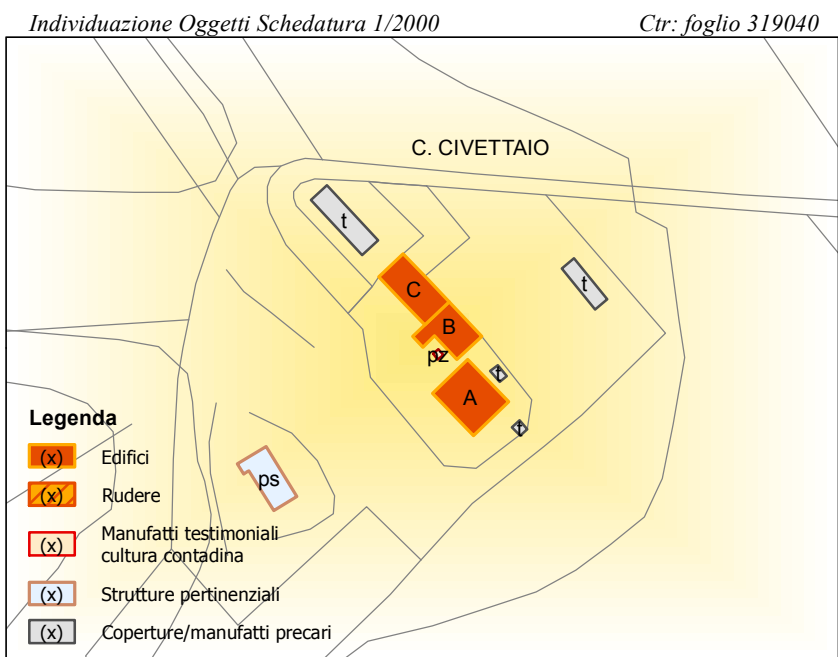 Individuazione Oggetti Schedatura 1/2000 Ctr: foglio 319040
C. CIVETTAIO
t
C
t
B
pz
t
A
t
ps
Legenda
(x) Edifici
(x) Rudere
(x) Manufatti testimoniali
cultura contadina
(x) Strutture pertinenziali
(x) Coperture/manufatti precari